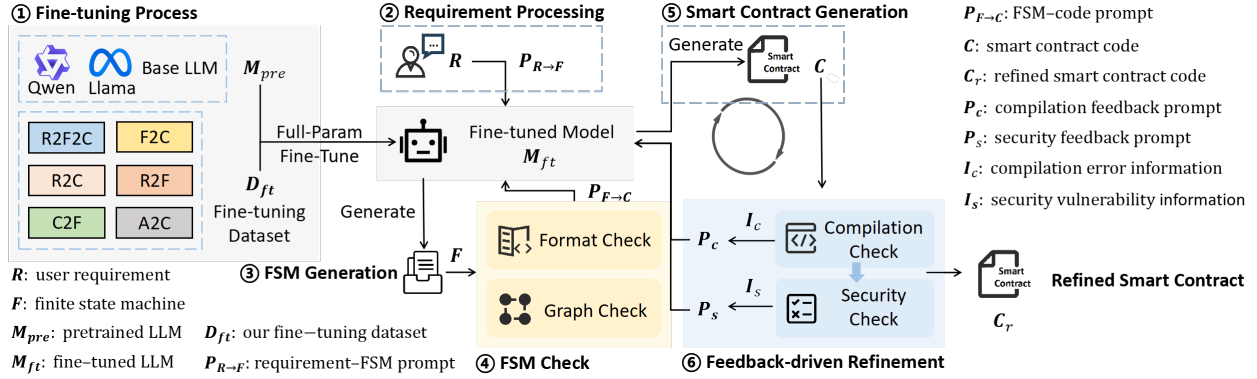 ① Fine-tuning Process
Qwen
Llama
Base LLM
M_pre
R2F2C
F2C
R2C
R2F
C2F
A2C
D_ft
Fine-tuning
Dataset
Full-Param
Fine-Tune
② Requirement Processing
R
P_{R→F}
Fine-tuned Model
M_ft
Generate
③ FSM Generation
F
P_{F→C}
Format Check
Graph Check
④ FSM Check
⑤ Smart Contract Generation
Generate
Smart
Contract
C
P_c
I_c
Compilation
Check
P_s
I_s
Security
Check
⑥ Feedback-driven Refinement
Smart
Contract
C_r
Refined Smart Contract
P_{F→C}: FSM–code prompt
C: smart contract code
C_r: refined smart contract code
P_c: compilation feedback prompt
P_s: security feedback prompt
I_c: compilation error information
I_s: security vulnerability information
R: user requirement
F: finite state machine
M_pre: pretrained LLM
D_ft: our fine−tuning dataset
M_ft: fine–tuned LLM
P_{R→F}: requirement–FSM prompt